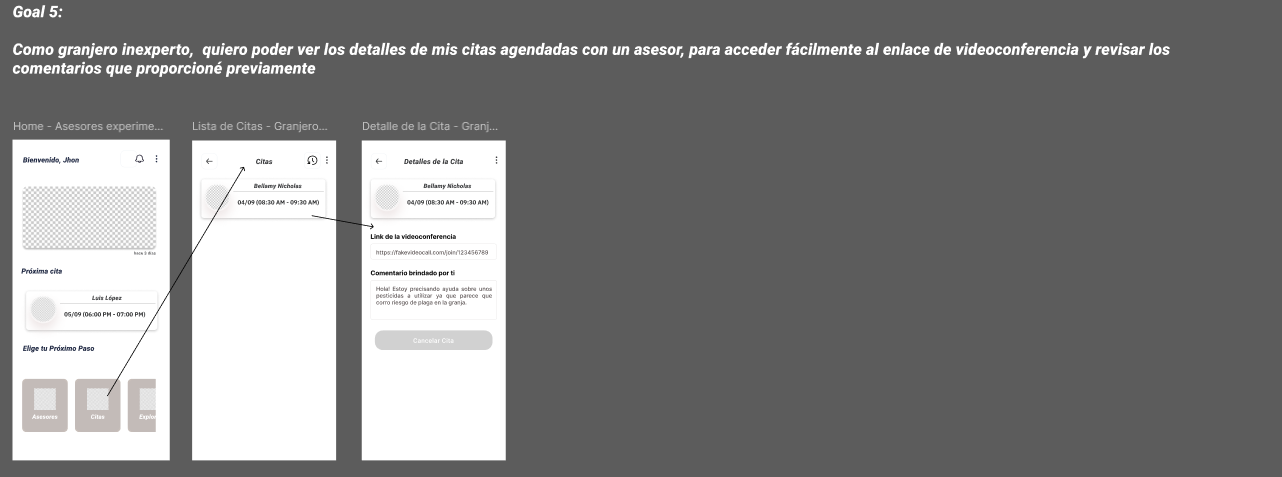 Goal 5:
Como granjero inexperto, quiero poder ver los detalles de mis citas agendadas con un asesor, para acceder fácilmente al enlace de videoconferencia y revisar los
comentarios que proporcioné previamente
Home - Asesores experime...
Bienvenido, Jhon
hace 3 días
Próxima cita
Luis López
05/09 (06:00 PM - 07:00 PM)
Elige tu Próximo Paso
Asesores
Citas
Explor
Lista de Citas - Granjero...
Citas
Bellamy Nicholas
04/09 (08:30 AM - 09:30 AM)
Detalle de la Cita - Granj...
Detalles de la Cita
Bellamy Nicholas
04/09 (08:30 AM - 09:30 AM)
Link de la videoconferencia
https://fakevideocall.com/join/123456789
Comentario brindado por ti
Hola! Estoy precisando ayuda sobre unos
pesticidas a utilizar ya que parece que
corro riesgo de plaga en la granja.
Cancelar Cita